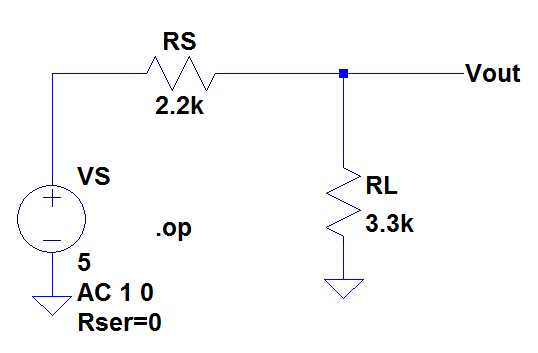 RS
2.2k
Vout
VS
RL
3.3k
.op
5
AC 1 0
Rser=0